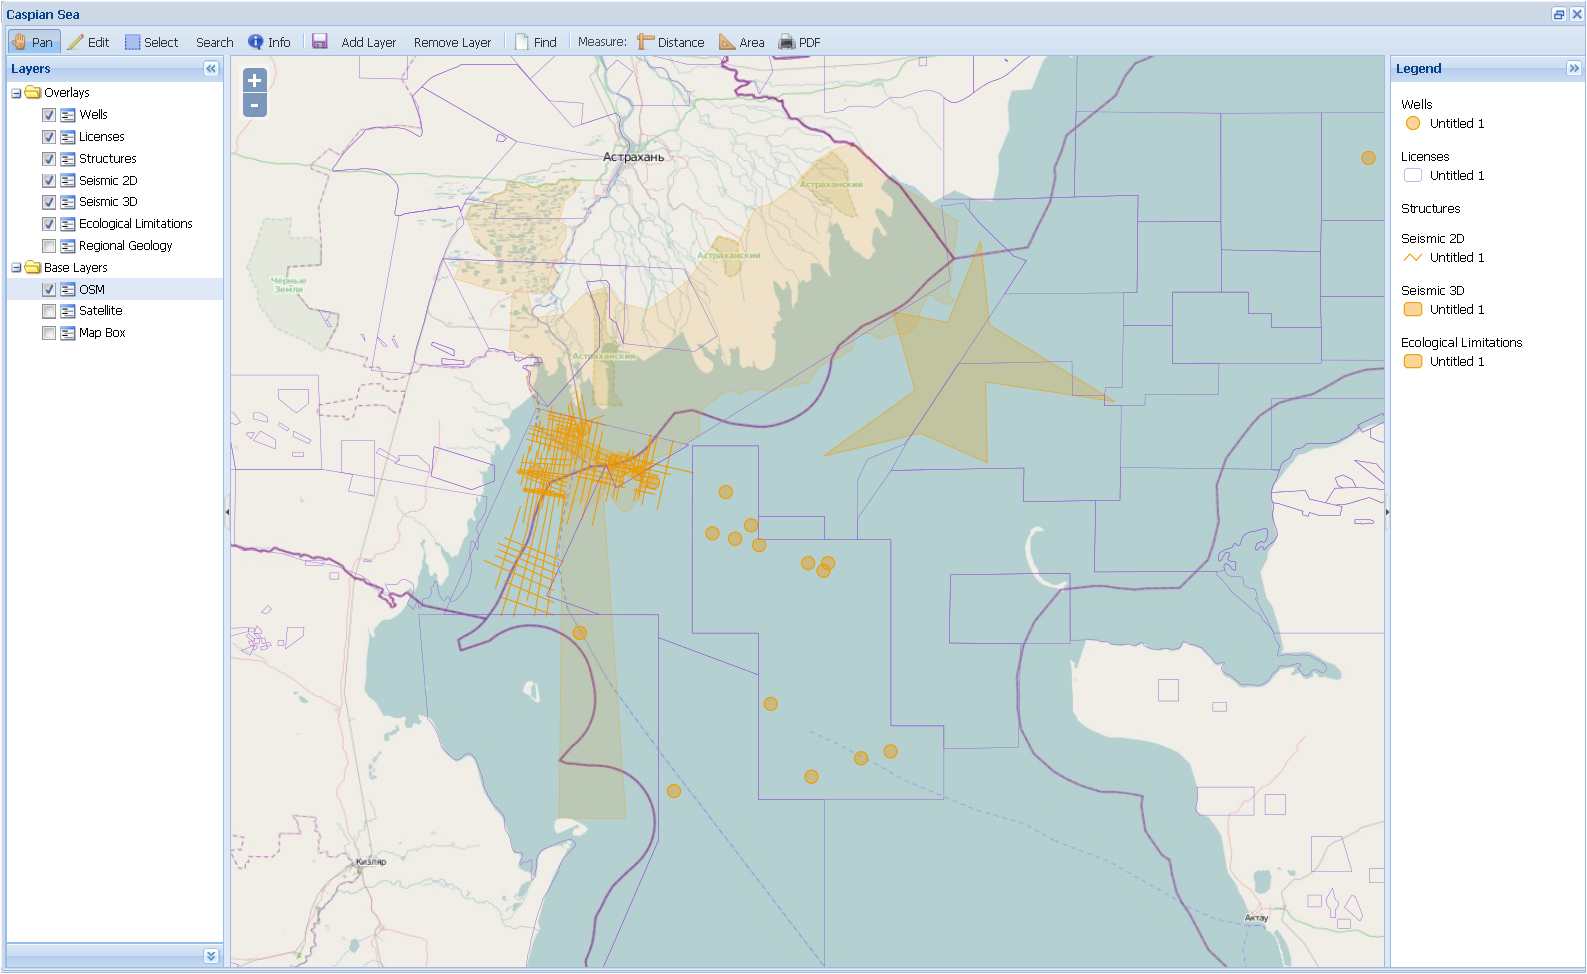 Caspian Sea
Pan Edit Select Search Info Add Layer Remove Layer Find Measure: Distance Area PDF
Layers
Overlays
Wells
Licenses
Structures
Seismic 2D
Seismic 3D
Ecological Limitations
Regional Geology
Base Layers
OSM
Satellite
Map Box
+
-
Астрахань
Астраханский
Астраханский
Чёрные
Земли
Астраханский
Кизляр
Актау
Legend
Wells
Untitled 1
Licenses
Untitled 1
Structures
Seismic 2D
Untitled 1
Seismic 3D
Untitled 1
Ecological Limitations
Untitled 1